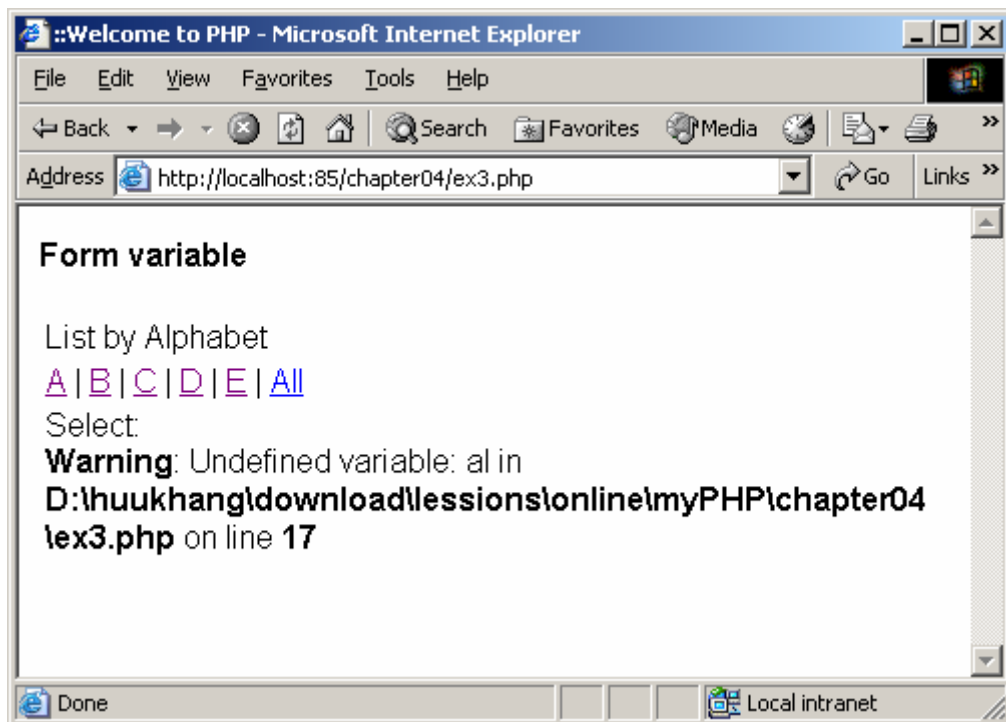 ::Welcome to PHP - Microsoft Internet Explorer
File Edit View Favorites Tools Help
Back Search Favorites Media »
Address http://localhost:85/chapter04/ex3.php Go Links »
Form variable
List by Alphabet
A | B | C | D | E | All
Select:
Warning: Undefined variable: al in
D:\huukhang\download\lessions\online\myPHP\chapter04
\ex3.php on line 17
Done Local intranet